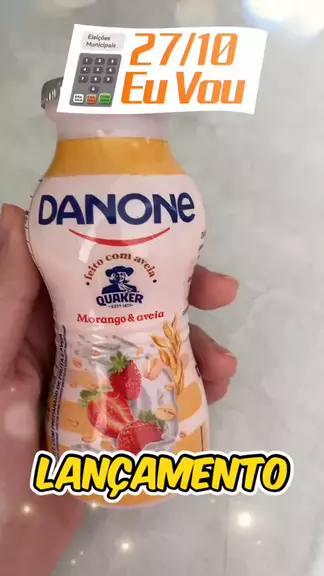 Eleições
Municipais
27/10
Eu Vou
DANONE
feito com aveia
QUAKER
Morango & aveia
LANÇAMENTO